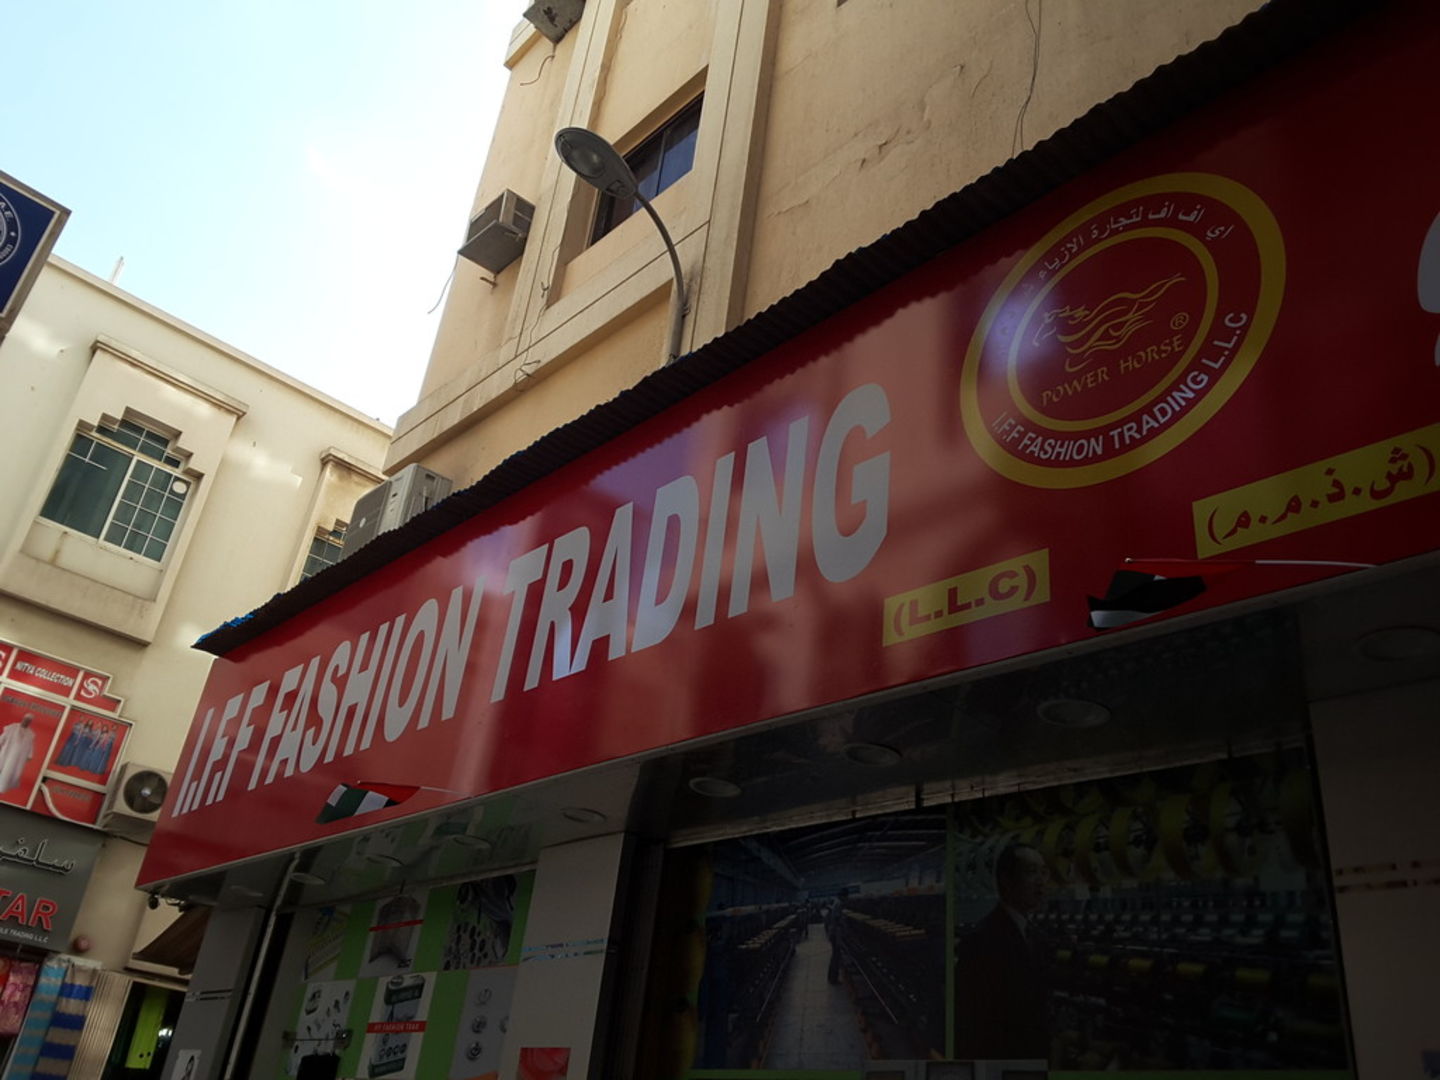 I.F.F FASHION TRADING
(L.L.C)
(ش.ذ.م.م)
اي اف اف لتجارة الازياء
POWER HORSE ®
I.F.F FASHION TRADING L.L.C
NITYA COLLECTION
TAR